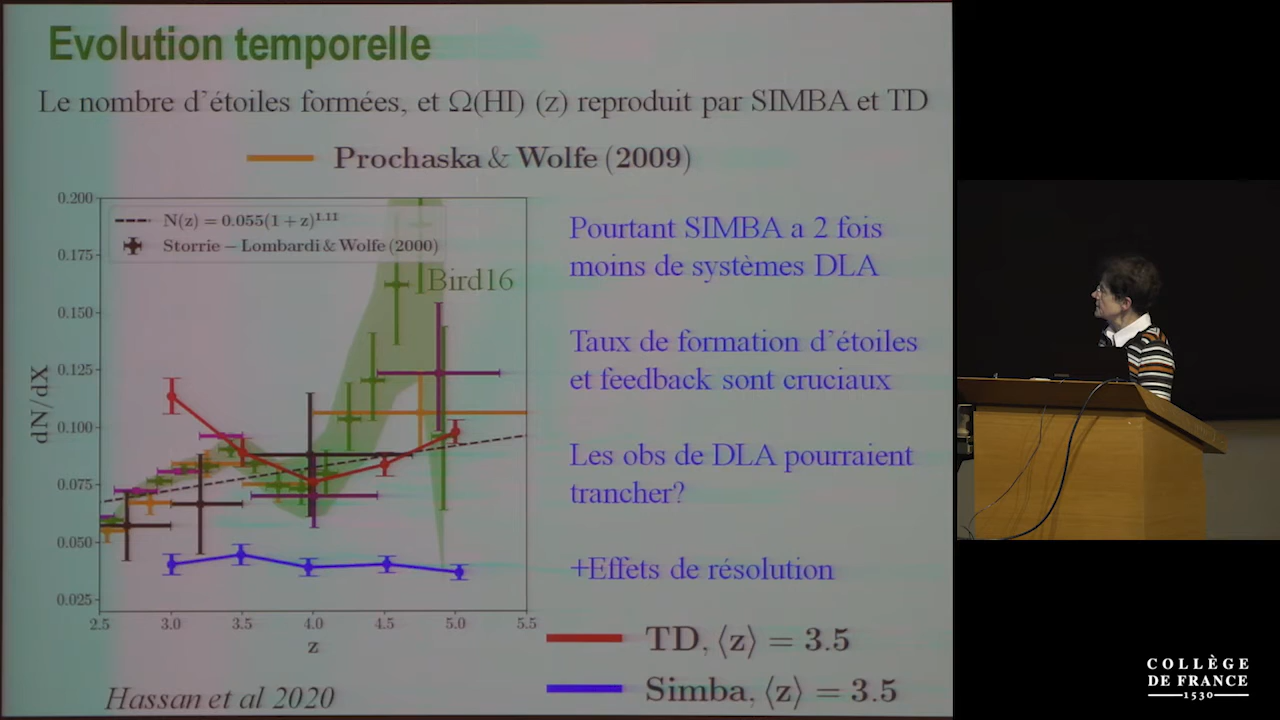 Evolution temporelle
Le nombre d'étoiles formées, et Ω(HI) (z) reproduit par SIMBA et TD
Prochaska & Wolfe (2009)
N(z) = 0.055(1+z)^1.11
Storrie – Lombardi & Wolfe (2000)
Bird16
0.200
0.175
0.150
0.125
0.100
0.075
0.050
0.025
dN/dX
2.5 3.0 3.5 4.0 4.5 5.0 5.5
z
Pourtant SIMBA a 2 fois
moins de systèmes DLA
Taux de formation d'étoiles
et feedback sont cruciaux
Les obs de DLA pourraient
trancher?
+Effets de résolution
TD, ⟨z⟩ = 3.5
Simba, ⟨z⟩ = 3.5
Hassan et al 2020
COLLÈGE
DE FRANCE
1530